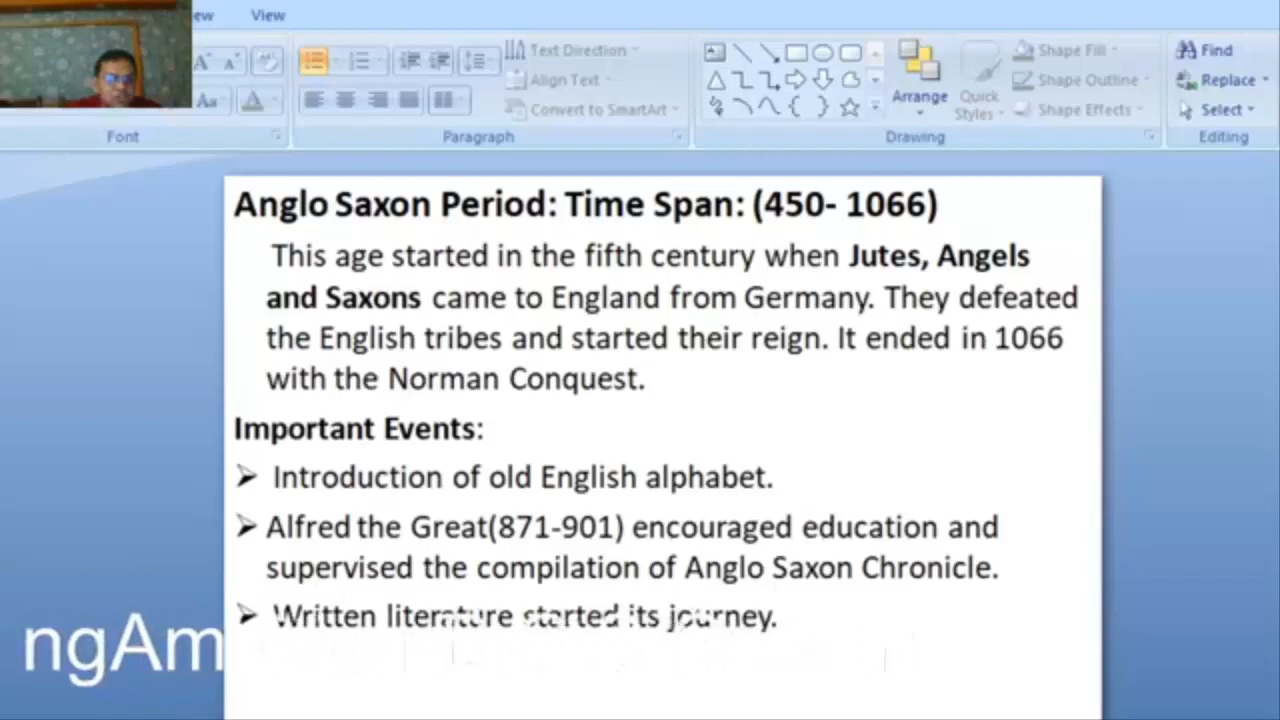 ew View
Text Direction
Align Text
Convert to SmartArt
Aa
A
Arrange
Quick
Styles
Shape Fill
Shape Outline
Shape Effects
Find
Replace
Select
Font
Paragraph
Drawing
Editing
Anglo Saxon Period: Time Span: (450- 1066)
This age started in the fifth century when Jutes, Angels
and Saxons came to England from Germany. They defeated
the English tribes and started their reign. It ended in 1066
with the Norman Conquest.
Important Events:
➢ Introduction of old English alphabet.
➢ Alfred the Great(871-901) encouraged education and
supervised the compilation of Anglo Saxon Chronicle.
➢ Written literature started its journey.
ngAm